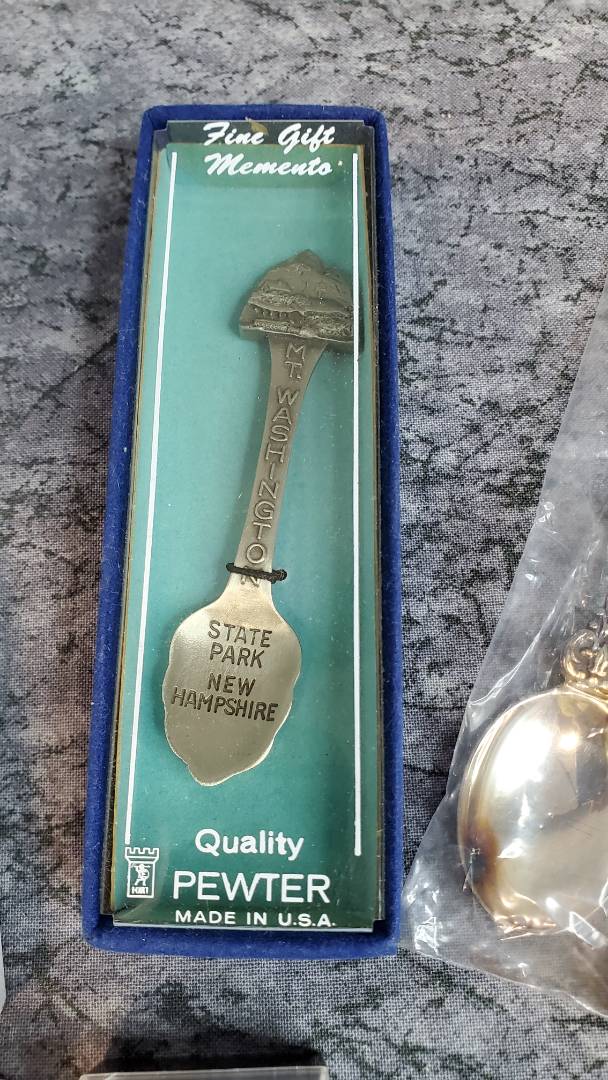 Fine Gift
Memento
MT. WASHINGTON
STATE
PARK
NEW
HAMPSHIRE
Quality
PEWTER
MADE IN U.S.A.